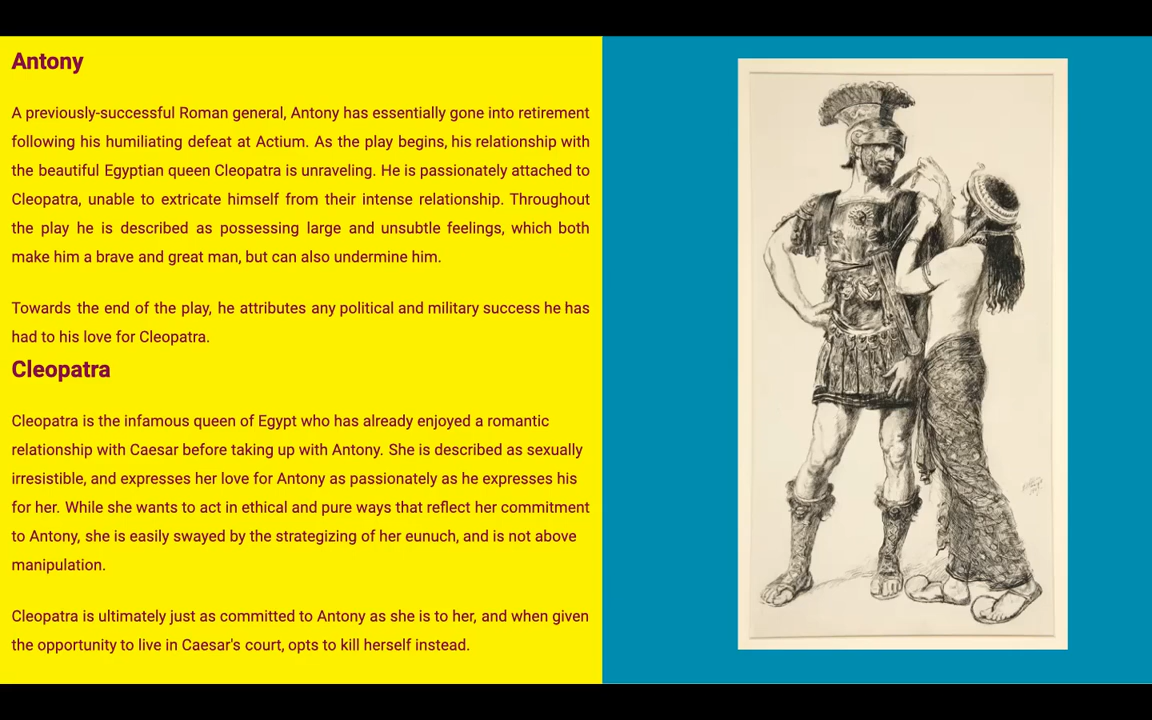 Antony
A previously-successful Roman general, Antony has essentially gone into retirement
following his humiliating defeat at Actium. As the play begins, his relationship with
the beautiful Egyptian queen Cleopatra is unraveling. He is passionately attached to
Cleopatra, unable to extricate himself from their intense relationship. Throughout
the play he is described as possessing large and unsubtle feelings, which both
make him a brave and great man, but can also undermine him.
Towards the end of the play, he attributes any political and military success he has
had to his love for Cleopatra.
Cleopatra
Cleopatra is the infamous queen of Egypt who has already enjoyed a romantic
relationship with Caesar before taking up with Antony. She is described as sexually
irresistible, and expresses her love for Antony as passionately as he expresses his
for her. While she wants to act in ethical and pure ways that reflect her commitment
to Antony, she is easily swayed by the strategizing of her eunuch, and is not above
manipulation.
Cleopatra is ultimately just as committed to Antony as she is to her, and when given
the opportunity to live in Caesar's court, opts to kill herself instead.